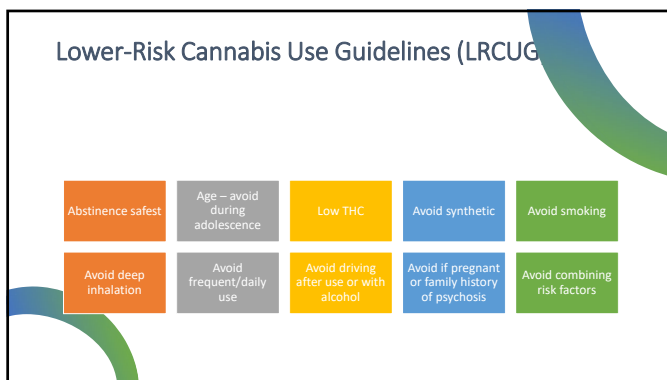 Lower-Risk Cannabis Use Guidelines (LRCUG
Abstinence safest
Age – avoid
during
adolescence
Low THC
Avoid synthetic
Avoid smoking
Avoid deep
inhalation
Avoid
frequent/daily
use
Avoid driving
after use or with
alcohol
Avoid if pregnant
or family history
of psychosis
Avoid combining
risk factors